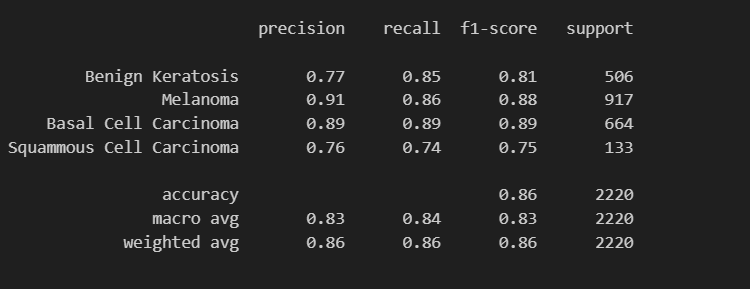 precision recall f1-score support
Benign Keratosis 0.77 0.85 0.81 506
Melanoma 0.91 0.86 0.88 917
Basal Cell Carcinoma 0.89 0.89 0.89 664
Squammous Cell Carcinoma 0.76 0.74 0.75 133
accuracy 0.86 2220
macro avg 0.83 0.84 0.83 2220
weighted avg 0.86 0.86 0.86 2220